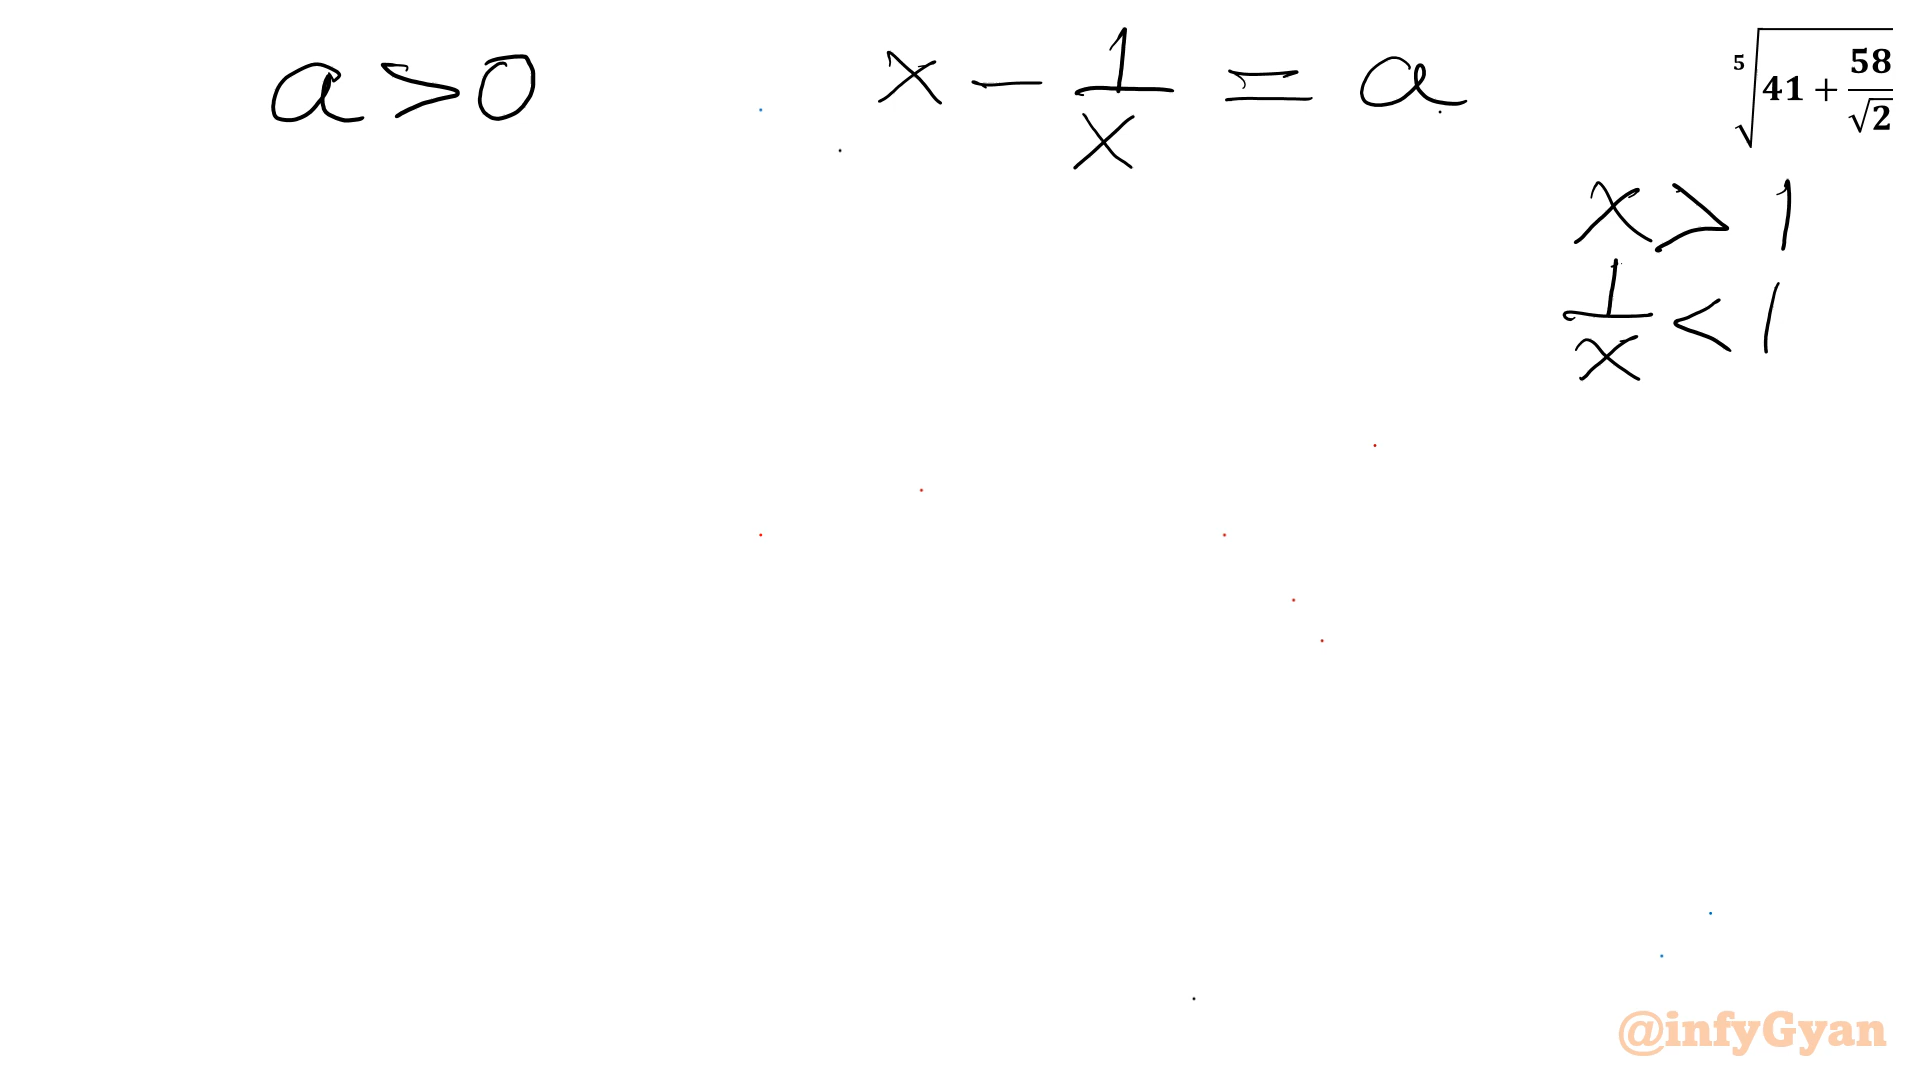 a > 0
x - 1/x = a
⁵√(41 + 58/√2)
x > 1
1/x < 1
@infyGyan